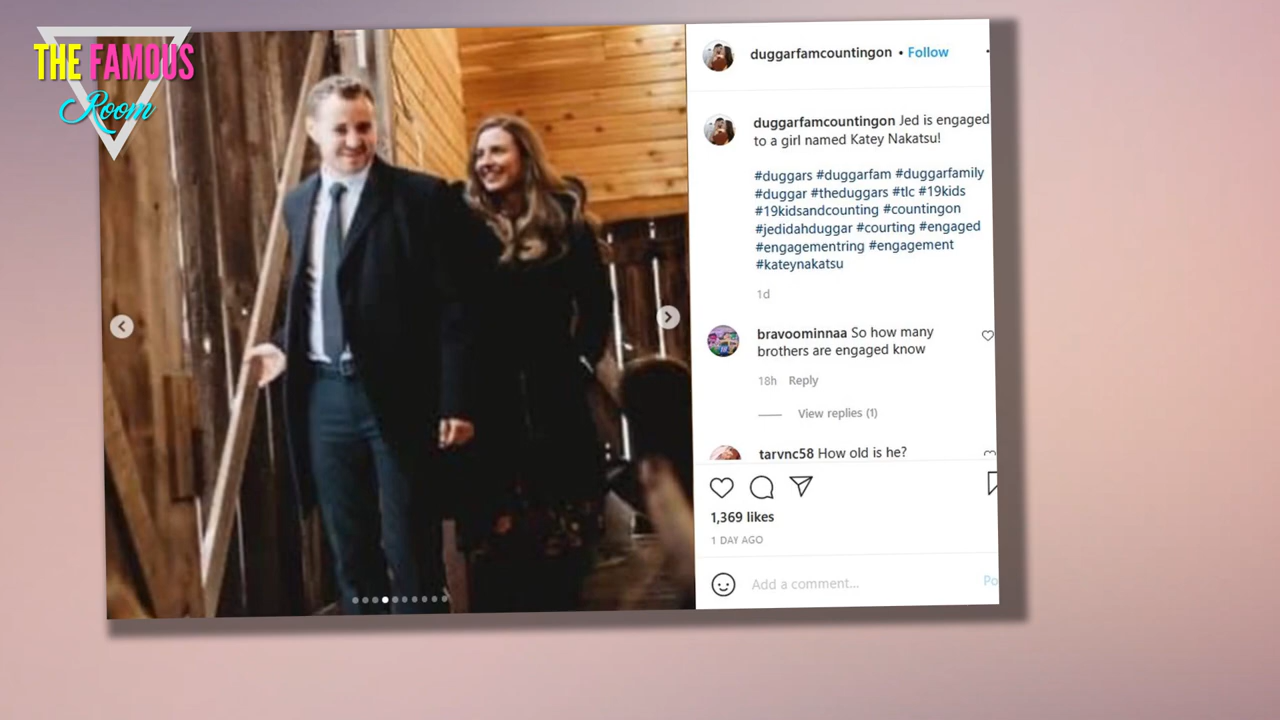 THE FAMOUS
Room
duggarfamcountingon • Follow
duggarfamcountingon Jed is engaged
to a girl named Katey Nakatsu!
#duggars #duggarfam #duggarfamily
#duggar #theduggars #tlc #19kids
#19kidsandcounting #countingon
#jedidahduggar #courting #engaged
#engagementring #engagement
#kateynakatsu
1d
bravoominnaa So how many
brothers are engaged know
18h Reply
View replies (1)
tarvnc58 How old is he?
1,369 likes
1 DAY AGO
Add a comment...
Po